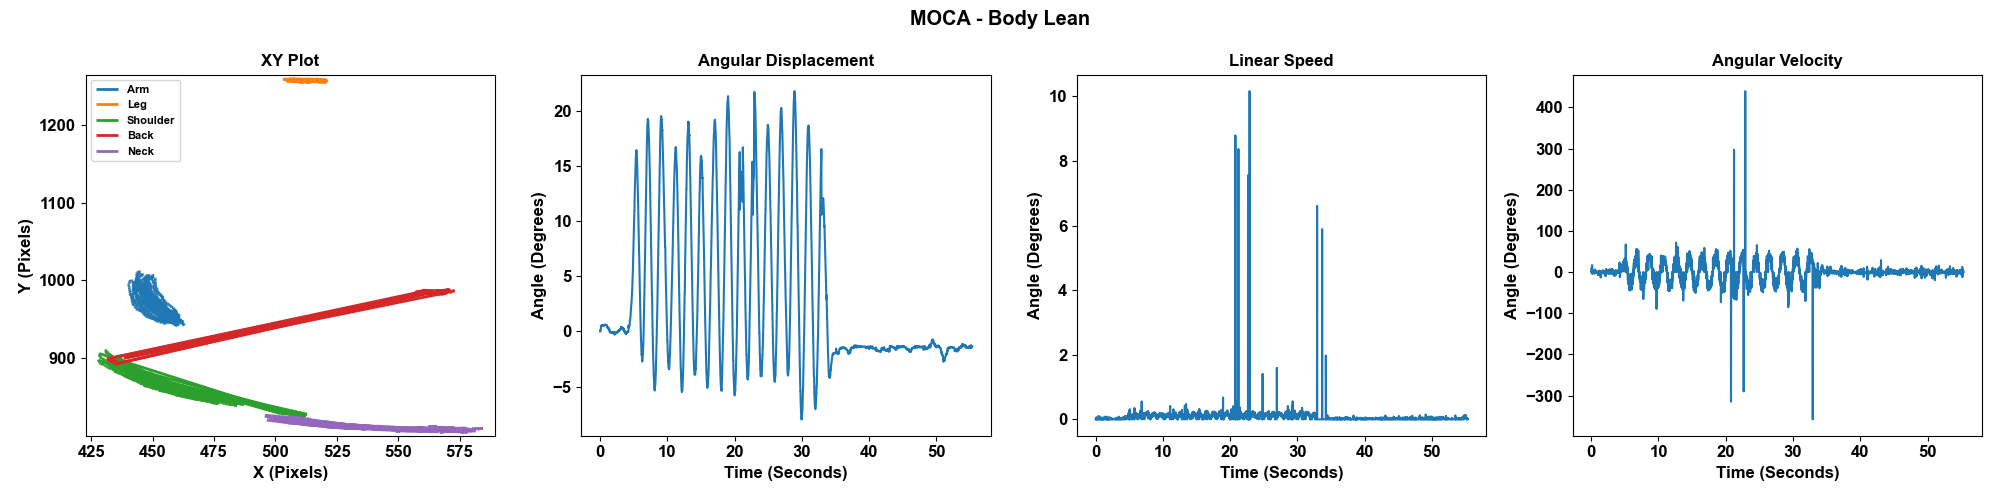 MOCA - Body Lean
XY Plot
Y (Pixels)
1200
1100
1000
900
Arm
Leg
Shoulder
Back
Neck
425 450 475 500 525 550 575
X (Pixels)
Angular Displacement
Angle (Degrees)
20
15
10
5
0
−5
0 10 20 30 40 50
Time (Seconds)
Linear Speed
Angle (Degrees)
10
8
6
4
2
0
0 10 20 30 40 50
Time (Seconds)
Angular Velocity
Angle (Degrees)
400
300
200
100
0
−100
−200
−300
0 10 20 30 40 50
Time (Seconds)